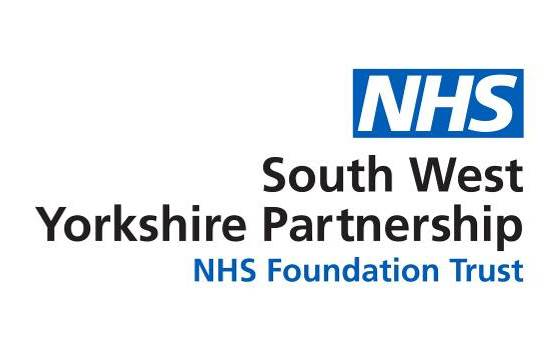 NHS
South West
Yorkshire Partnership
NHS Foundation Trust